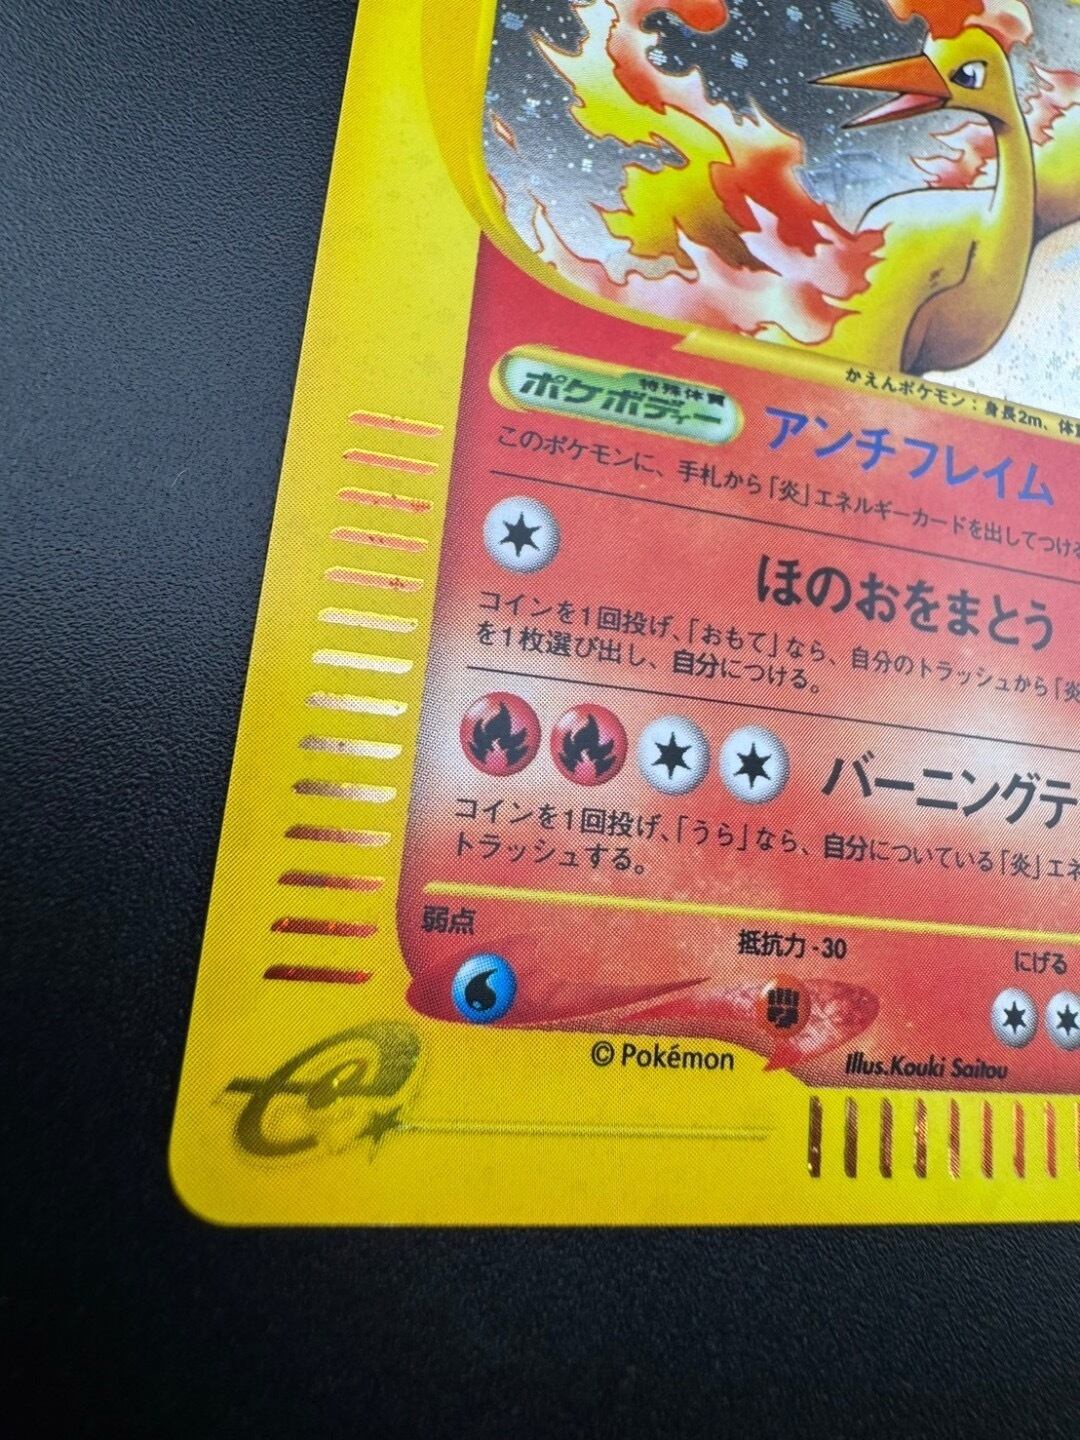 かえんポケモン：身長2m、体
特殊体質
ポケボディー
アンチフレイム
このポケモンに、手札から「炎」エネルギーカードを出してつける
ほのおをまとう
コインを1回投げ、「おもて」なら、自分のトラッシュから「炎
を1枚選び出し、自分につける。
バーニングテ
コインを1回投げ、「うら」なら、自分についている「炎」エネ
トラッシュする。
弱点
抵抗力 -30
にげる
© Pokémon
Illus.Kouki Saitou
e